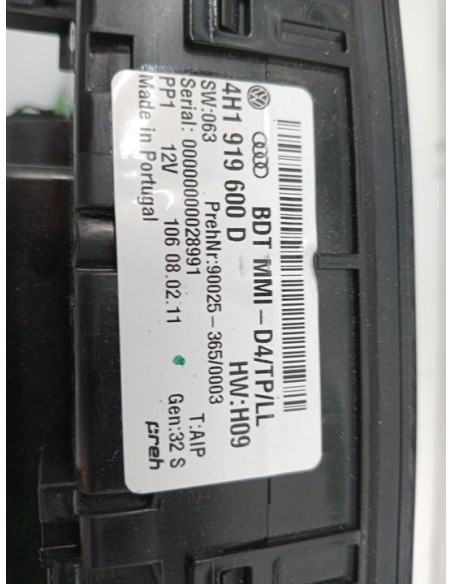 BDT MMI - D4/TP/LL
4H1 919 600 D HW:H09
SW:063 PrehNr:90025-365/0003
Serial: 00000000028991 T:AIP
PP1 12V 106 08.02.11 Gen:32 S
Made in Portugal preh